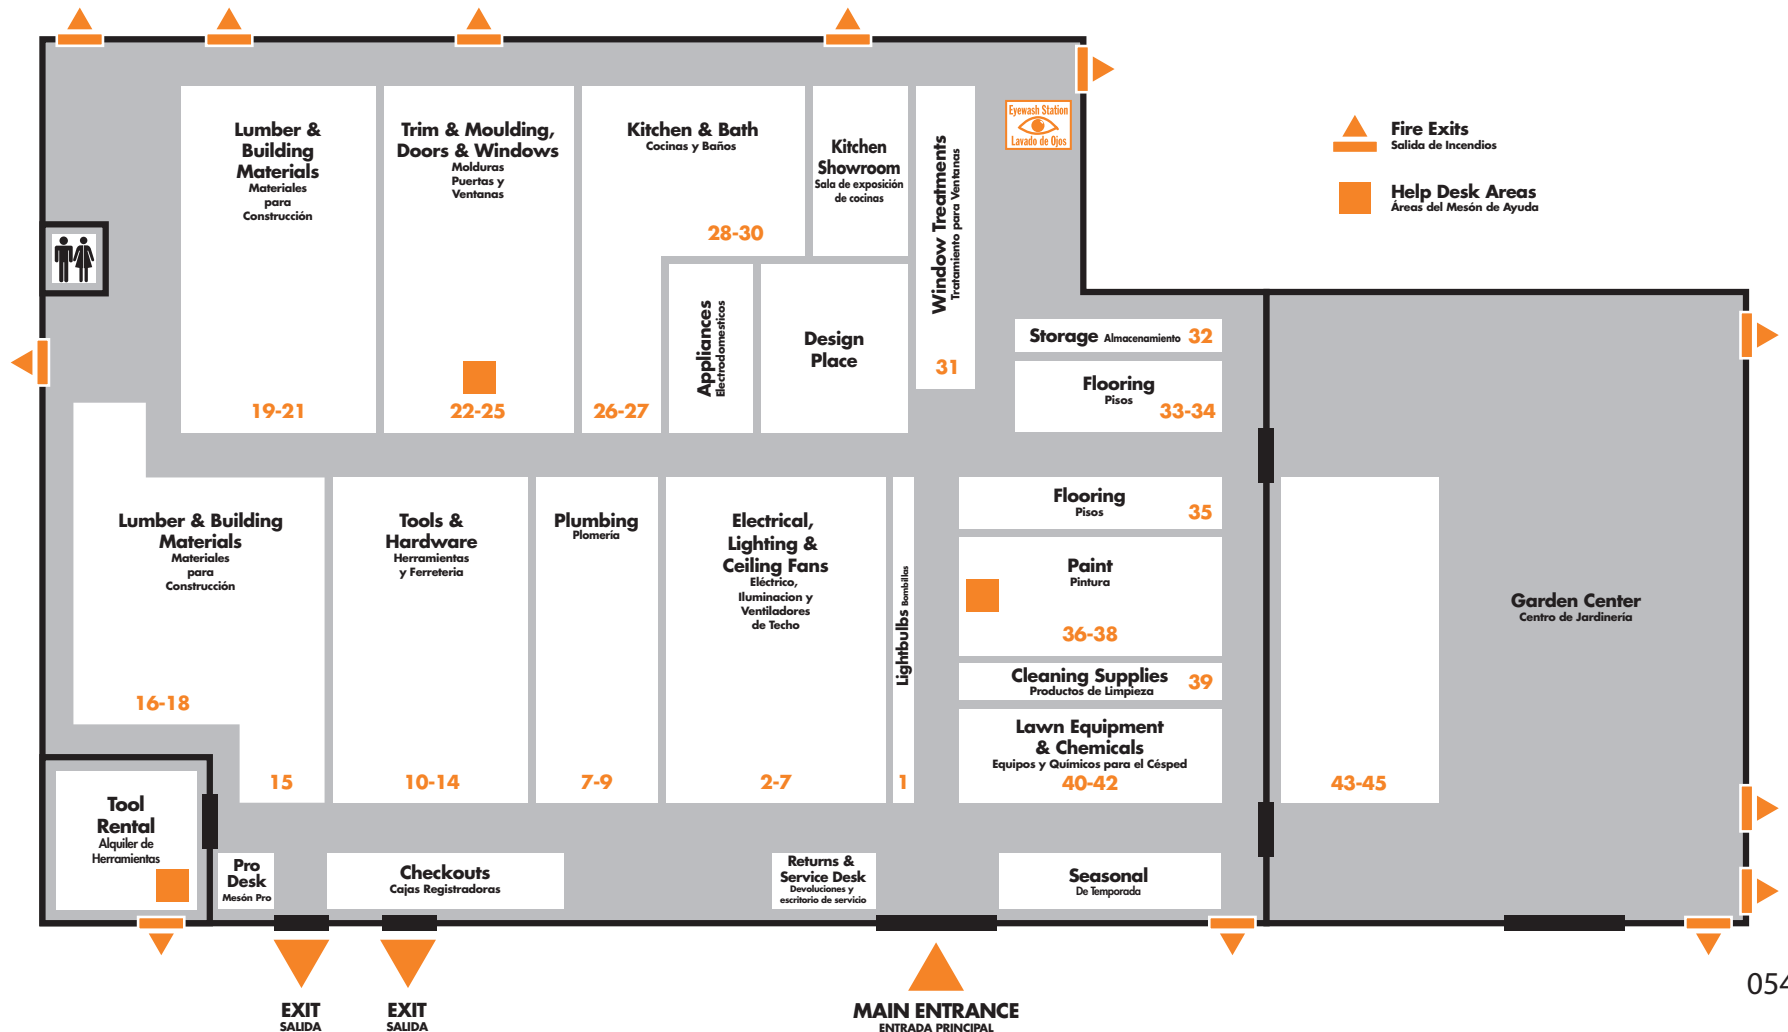 Lumber &
Building
Materials
Materiales
para
Construcción
19-21
Trim & Moulding,
Doors & Windows
Molduras
Puertas y
Ventanas
22-25
Kitchen & Bath
Cocinas y Baños
28-30
26-27
Kitchen
Showroom
Sala de exposición
de cocinas
Appliances
Electrodomesticos
Design
Place
Window Treatments
Tratamiento para Ventanas
31
Eyewash Station
Lavado de Ojos
Fire Exits
Salida de Incendios
Help Desk Areas
Áreas del Mesón de Ayuda
Storage Almacenamiento 32
Flooring
Pisos
33-34
Lumber & Building
Materials
Materiales
para
Construcción
16-18
15
Tools &
Hardware
Herramientas
y Ferreteria
10-14
Plumbing
Plomería
7-9
Electrical,
Lighting &
Ceiling Fans
Eléctrico,
Iluminacion y
Ventiladores
de Techo
2-7
Lightbulbs Bombillas
1
Flooring
Pisos
35
Paint
Pintura
36-38
Cleaning Supplies
Productos de Limpieza
39
Lawn Equipment
& Chemicals
Equipos y Químicos para el Césped
40-42
43-45
Garden Center
Centro de Jardinería
Tool
Rental
Alquiler de
Herramientas
Pro
Desk
Mesón Pro
Checkouts
Cajas Registradoras
Returns &
Service Desk
Devoluciones y
escritorio de servicio
Seasonal
De Temporada
EXIT
SALIDA
EXIT
SALIDA
MAIN ENTRANCE
ENTRADA PRINCIPAL
054